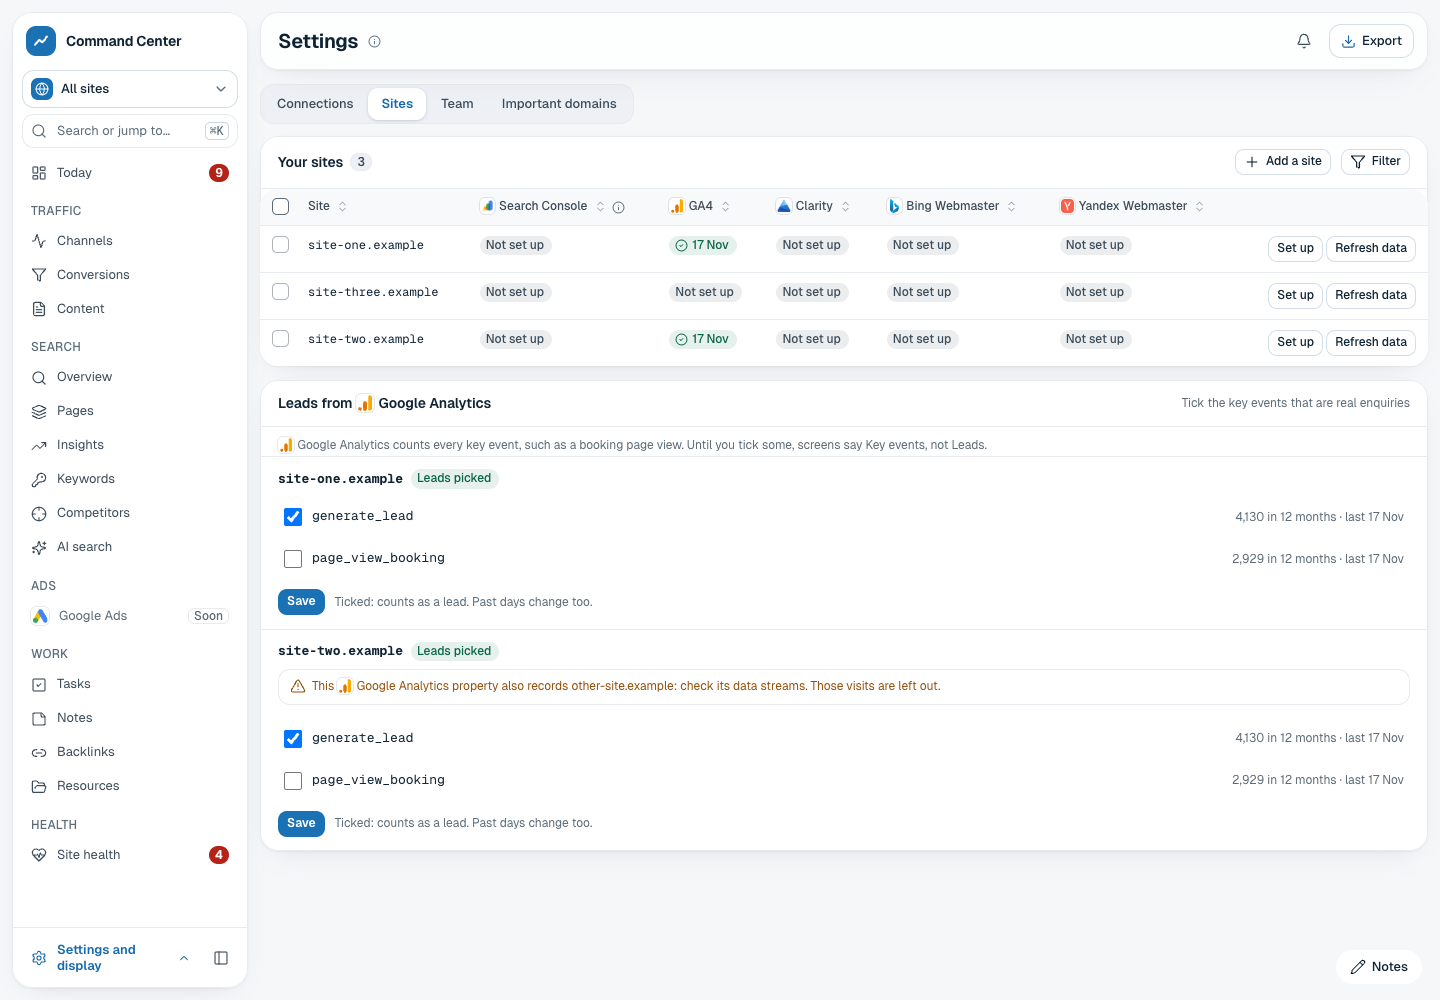 Command Center
All sites
Search or jump to... ⌘K
Today 9
TRAFFIC
Channels
Conversions
Content
SEARCH
Overview
Pages
Insights
Keywords
Competitors
AI search
ADS
Google Ads Soon
WORK
Tasks
Notes
Backlinks
Resources
HEALTH
Site health 4
Settings and
display
Settings
Export
Connections Sites Team Important domains
Your sites 3 Add a site Filter
Site Search Console GA4 Clarity Bing Webmaster Yandex Webmaster
site-one.example Not set up 17 Nov Not set up Not set up Not set up Set up Refresh data
site-three.example Not set up Not set up Not set up Not set up Not set up Set up Refresh data
site-two.example Not set up 17 Nov Not set up Not set up Not set up Set up Refresh data
Leads from Google Analytics Tick the key events that are real enquiries
Google Analytics counts every key event, such as a booking page view. Until you tick some, screens say Key events, not Leads.
site-one.example Leads picked
generate_lead 4,130 in 12 months · last 17 Nov
page_view_booking 2,929 in 12 months · last 17 Nov
Save Ticked: counts as a lead. Past days change too.
site-two.example Leads picked
This Google Analytics property also records other-site.example: check its data streams. Those visits are left out.
generate_lead 4,130 in 12 months · last 17 Nov
page_view_booking 2,929 in 12 months · last 17 Nov
Save Ticked: counts as a lead. Past days change too.
Notes